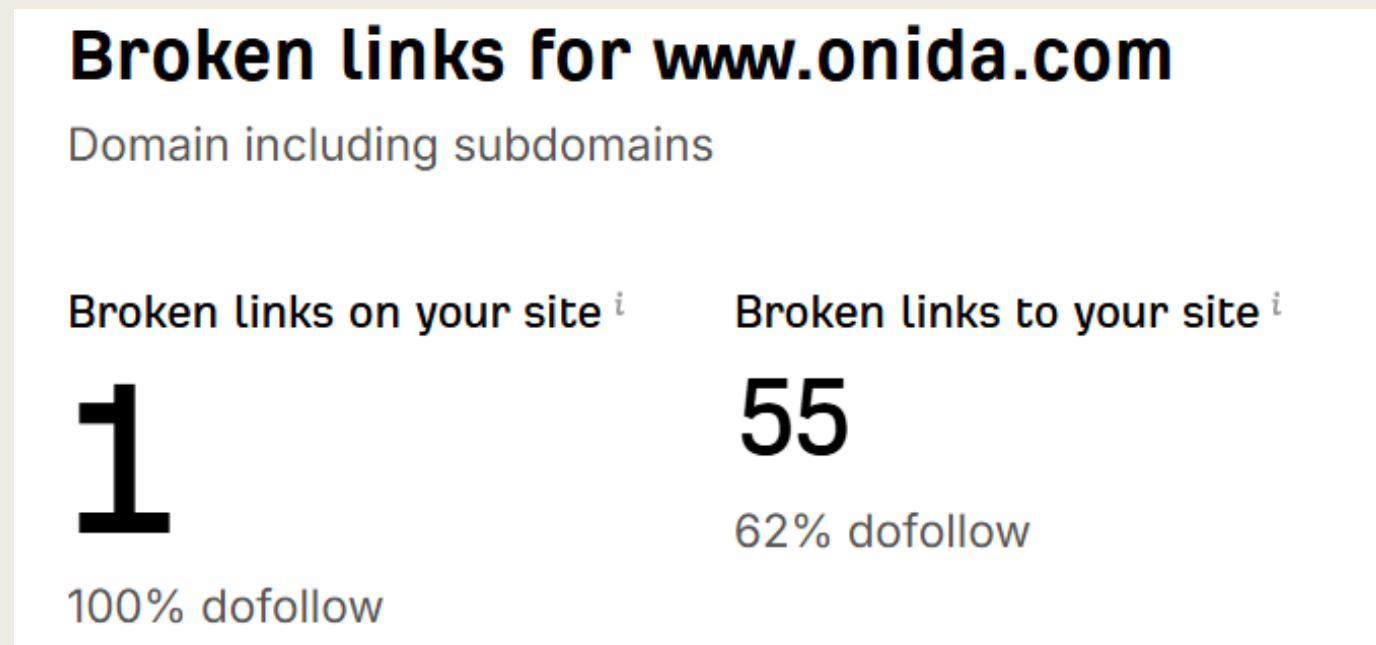 Broken links for www.onida.com
Domain including subdomains
Broken links on your site i
1
100% dofollow
Broken links to your site i
55
62% dofollow